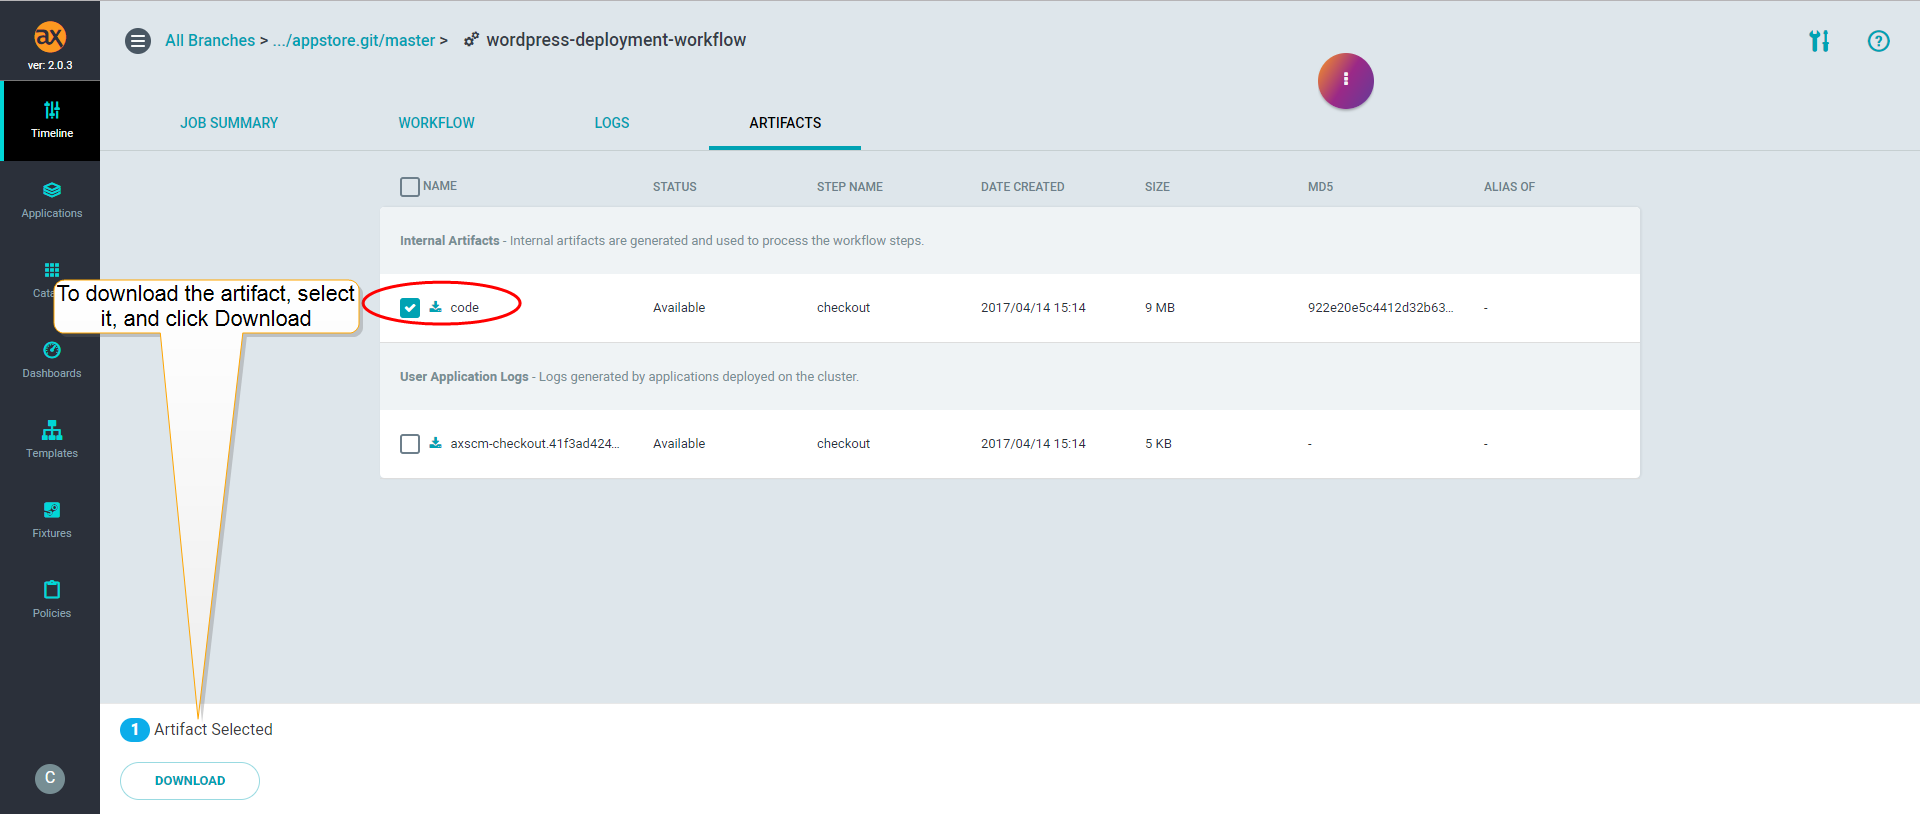 ax
ver: 2.0.3
All Branches > .../appstore.git/master > wordpress-deployment-workflow
Timeline
JOB SUMMARY WORKFLOW LOGS ARTIFACTS
NAME STATUS STEP NAME DATE CREATED SIZE MD5 ALIAS OF
Applications
Internal Artifacts - Internal artifacts are generated and used to process the workflow steps.
To download the artifact, select
it, and click Download
code Available checkout 2017/04/14 15:14 9 MB 922e20e5c4412d32b63... -
Dashboards
User Application Logs - Logs generated by applications deployed on the cluster.
axscm-checkout.41f3ad424... Available checkout 2017/04/14 15:14 5 KB - -
Templates
Fixtures
Policies
1 Artifact Selected
C
DOWNLOAD